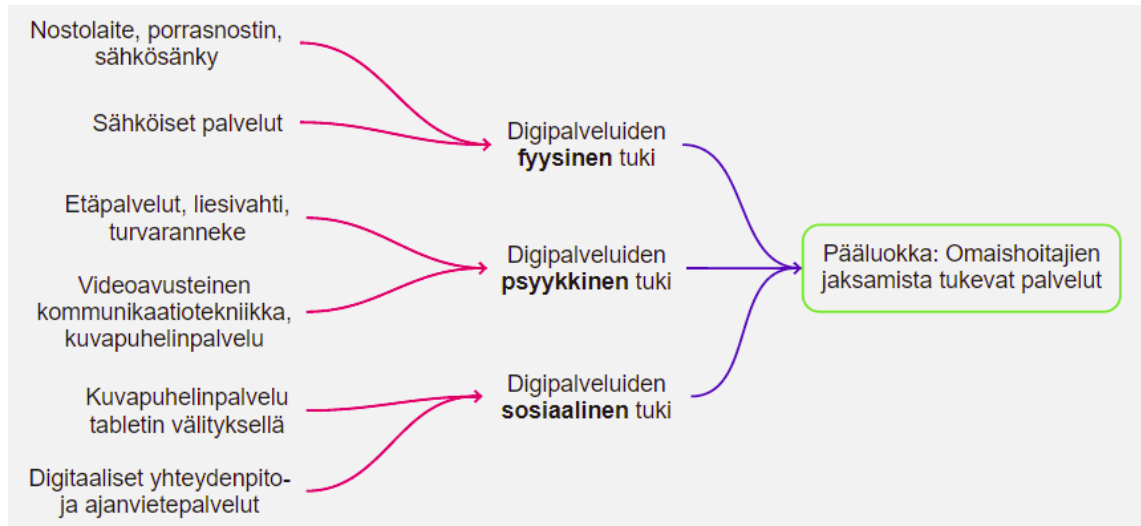 Nostolaite, porrasnostin,
sähkösänky
Sähköiset palvelut
Etäpalvelut, liesivahti,
turvaranneke
Videoavusteinen
kommunikaatiotekniikka,
kuvapuhelinpalvelu
Kuvapuhelinpalvelu
tabletin välityksellä
Digitaaliset yhteydenpito-
ja ajanvietepalvelut
Digipalveluiden
fyysinen tuki
Digipalveluiden
psyykkinen tuki
Digipalveluiden
sosiaalinen tuki
Pääluokka: Omaishoitajien
jaksamista tukevat palvelut